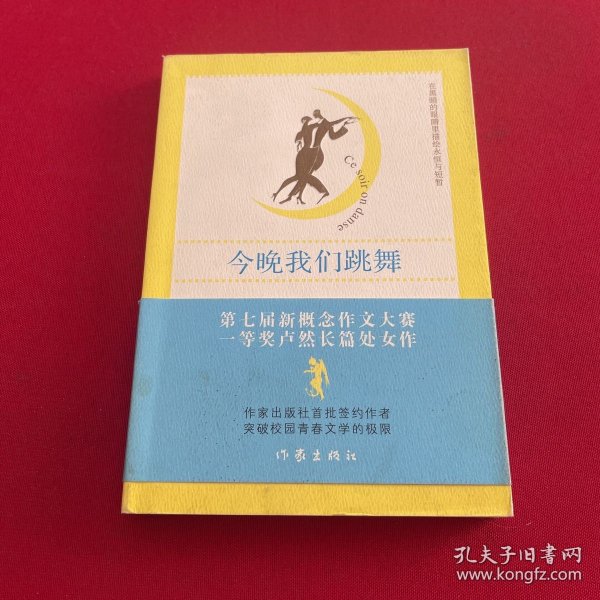 在黑暗的眼睛里描绘永恒与短暂
Ce soir on danse
今晚我们跳舞
第七届新概念作文大赛
一等奖卢然长篇处女作
作家出版社首批签约作者
突破校园青春文学的极限
作家出版社
孔夫子旧书网
www.kongfz.com